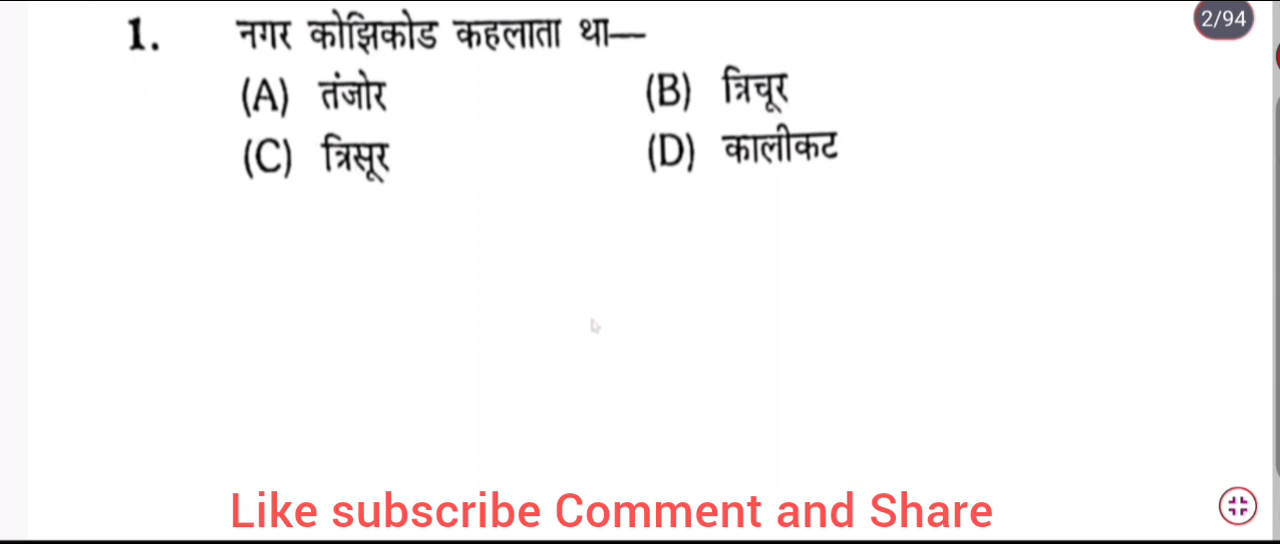 2/94
1. नगर कोझिकोड कहलाता था—
(A) तंजोर (B) त्रिचूर
(C) त्रिसूर (D) कालीकट
Like subscribe Comment and Share